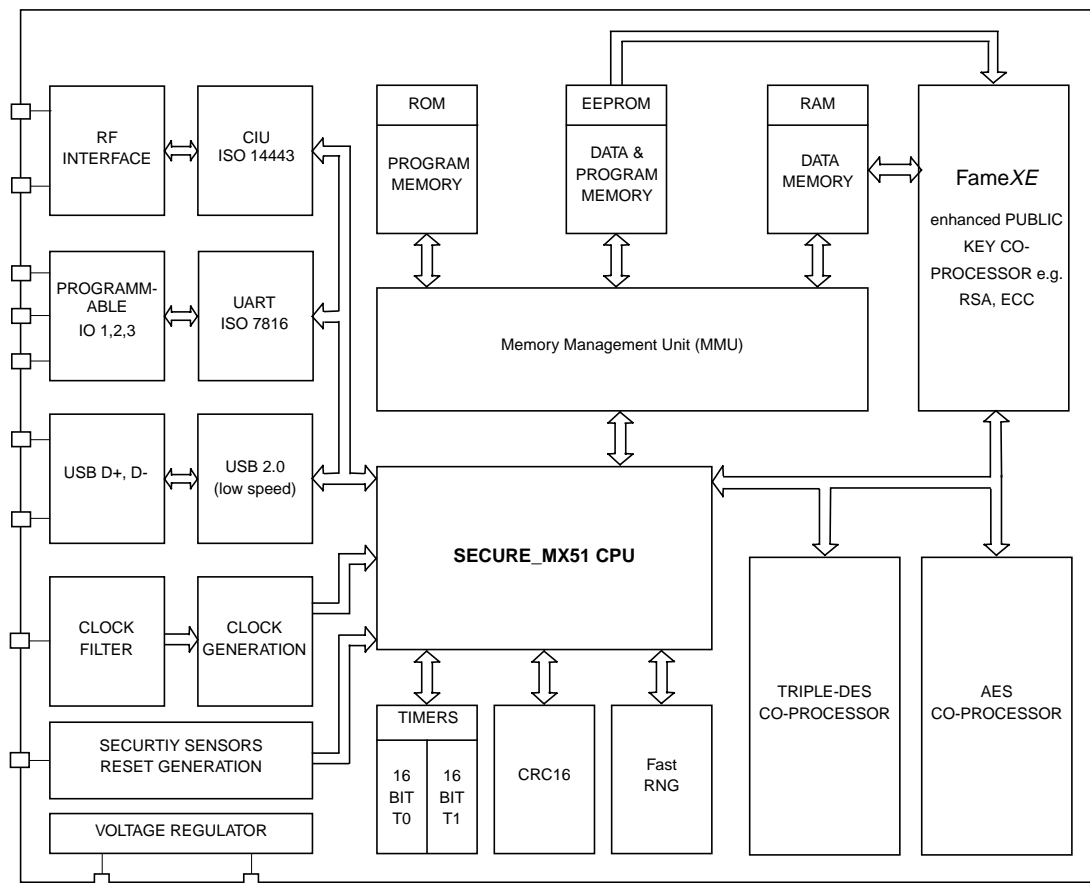 RF
INTERFACE
CIU
ISO 14443
ROM
PROGRAM
MEMORY
EEPROM
DATA &
PROGRAM
MEMORY
RAM
DATA
MEMORY
FameXE
enhanced PUBLIC
KEY CO-
PROCESSOR e.g.
RSA, ECC
PROGRAMM-
ABLE
IO 1,2,3
UART
ISO 7816
Memory Management Unit (MMU)
USB D+, D-
USB 2.0
(low speed)
SECURE_MX51 CPU
CLOCK
FILTER
CLOCK
GENERATION
SECURTIY SENSORS
RESET GENERATION
VOLTAGE REGULATOR
TIMERS
16
BIT
T0
16
BIT
T1
CRC16
Fast
RNG
TRIPLE-DES
CO-PROCESSOR
AES
CO-PROCESSOR